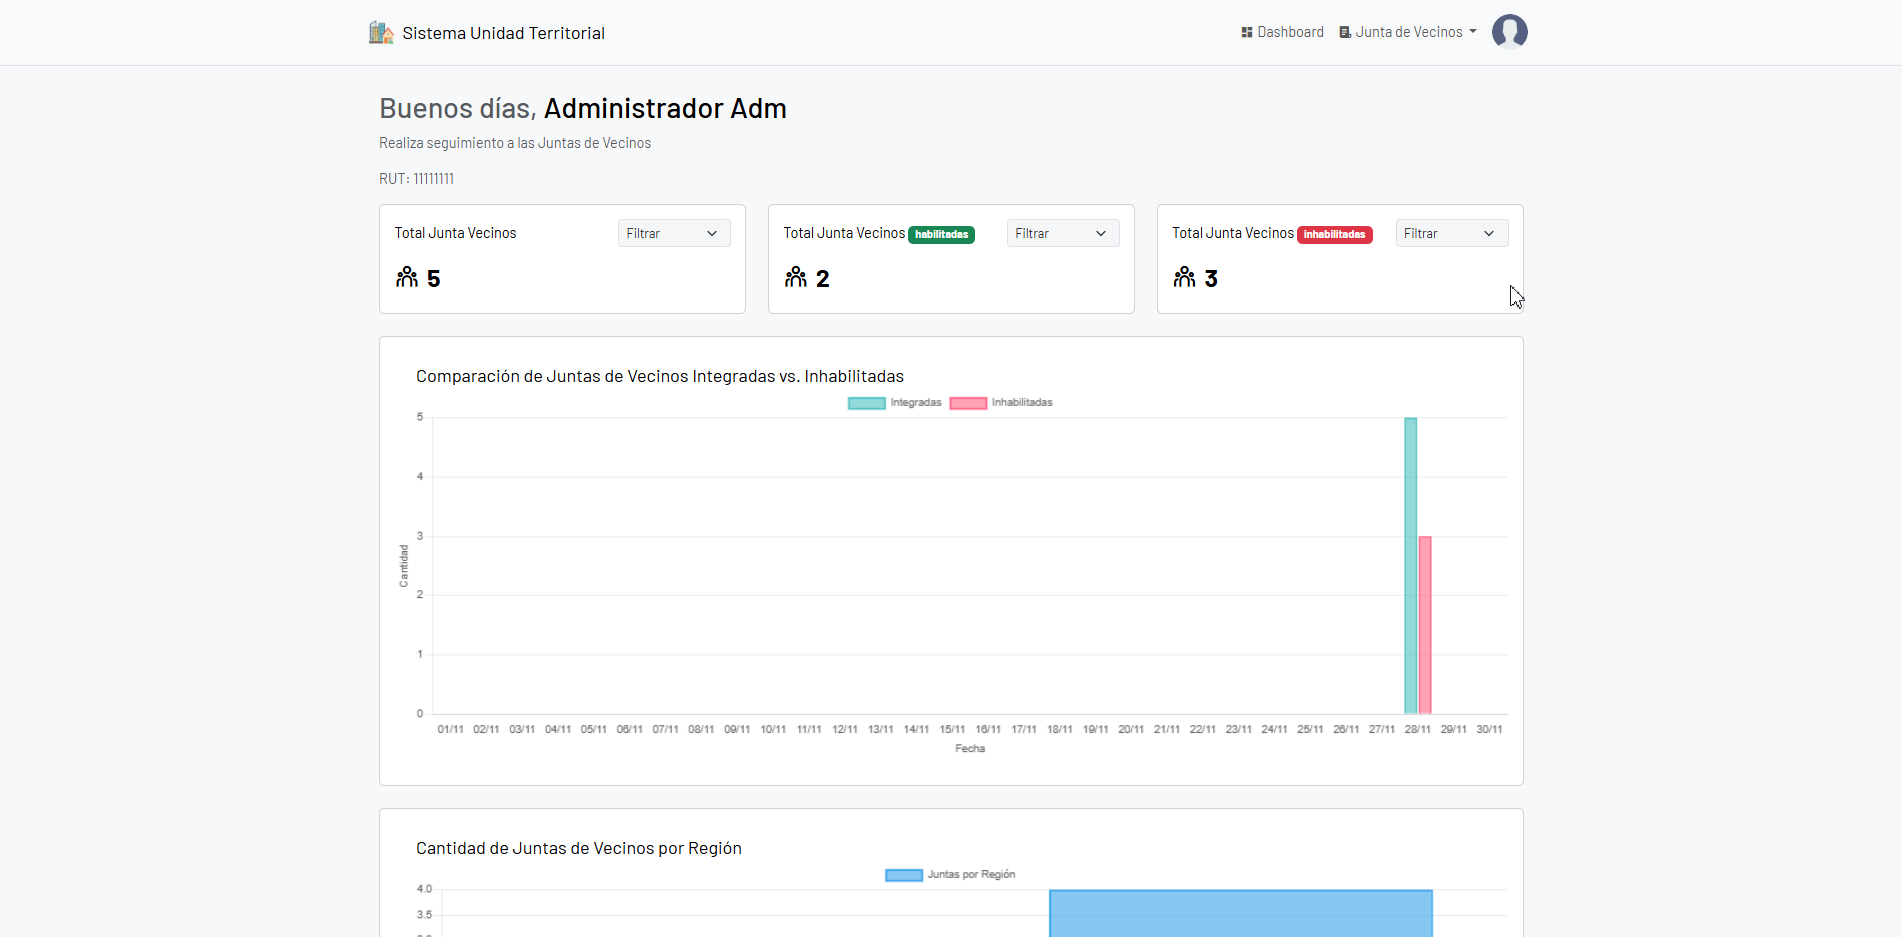 Sistema Unidad Territorial
Dashboard
Junta de Vecinos
Buenos días, Administrador Adm
Realiza seguimiento a las Juntas de Vecinos
RUT: 11111111
Total Junta Vecinos
Filtrar
5
Total Junta Vecinos habilitadas
Filtrar
2
Total Junta Vecinos inhabilitadas
Filtrar
3
Comparación de Juntas de Vecinos Integradas vs. Inhabilitadas
Integradas Inhabilitadas
5
4
3
2
1
0
Cantidad
01/11 02/11 03/11 04/11 05/11 06/11 07/11 08/11 09/11 10/11 11/11 12/11 13/11 14/11 15/11 16/11 17/11 18/11 19/11 20/11 21/11 22/11 23/11 24/11 25/11 26/11 27/11 28/11 29/11 30/11
Fecha
Cantidad de Juntas de Vecinos por Región
Juntas por Región
4.0
3.5